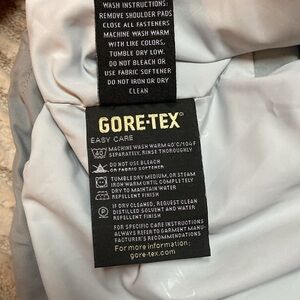 WASH INSTRUCTIONS:
REMOVE SHOULDER PADS
CLOSE ALL FASTENERS
MACHINE WASH WARM
WITH LIKE COLORS,
TUMBLE DRY LOW.
DO NOT BLEACH OR
USE FABRIC SOFTENER
DO NOT IRON OR DRY
CLEAN
GORE-TEX®
EASY CARE
40 MACHINE WASH WARM 40°C/104F
SEPARATELY, RINSE THOROUGHLY
DO NOT USE BLEACH
OR FABRIC SOFTENER
TUMBLE DRY MEDIUM, OR STEAM
IRON WARM UNTIL COMPLETELY
DRY TO MAINTAIN WATER
REPELLENT FINISH
IF DRY CLEANED, REQUEST CLEAN
DISTILLED SOLVENT AND WATER
REPELLENT FINISH
FOR SPECIFIC CARE INSTRUCTIONS
ALWAYS REFER TO GARMENT MANU-
FACTURER'S RECOMMENDATIONS
For more information:
gore-tex.com